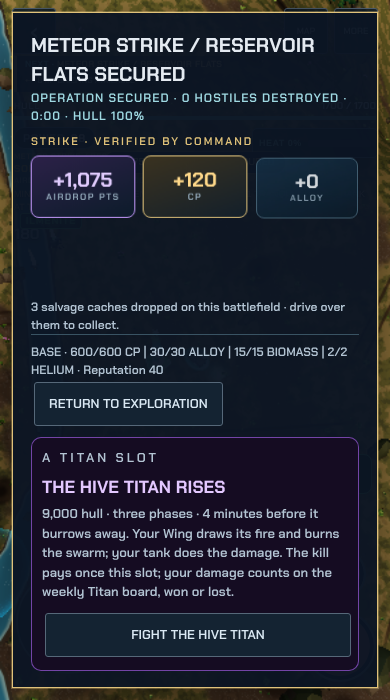 METEOR STRIKE / RESERVOIR
FLATS SECURED
OPERATION SECURED · 0 HOSTILES DESTROYED ·
0:00 · HULL 100%
STRIKE · VERIFIED BY COMMAND
+1,075
AIRDROP PTS
+120
CP
+0
ALLOY
3 salvage caches dropped on this battlefield · drive over
them to collect.
BASE · 600/600 CP | 30/30 ALLOY | 15/15 BIOMASS | 2/2
HELIUM · Reputation 40
RETURN TO EXPLORATION
A TITAN SLOT
THE HIVE TITAN RISES
9,000 hull · three phases · 4 minutes before it
burrows away. Your Wing draws its fire and burns
the swarm; your tank does the damage. The kill
pays once this slot; your damage counts on the
weekly Titan board, won or lost.
FIGHT THE HIVE TITAN